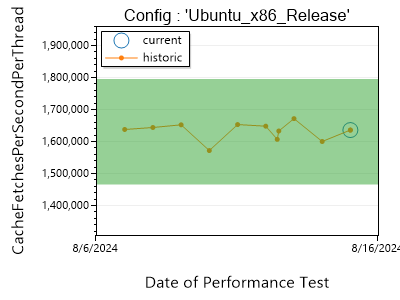 Config : 'Ubuntu_x86_Release'
CacheFetchesPerSecondPerThread
current
historic
1,900,000
1,800,000
1,700,000
1,600,000
1,500,000
1,400,000
8/6/2024
8/16/2024
Date of Performance Test